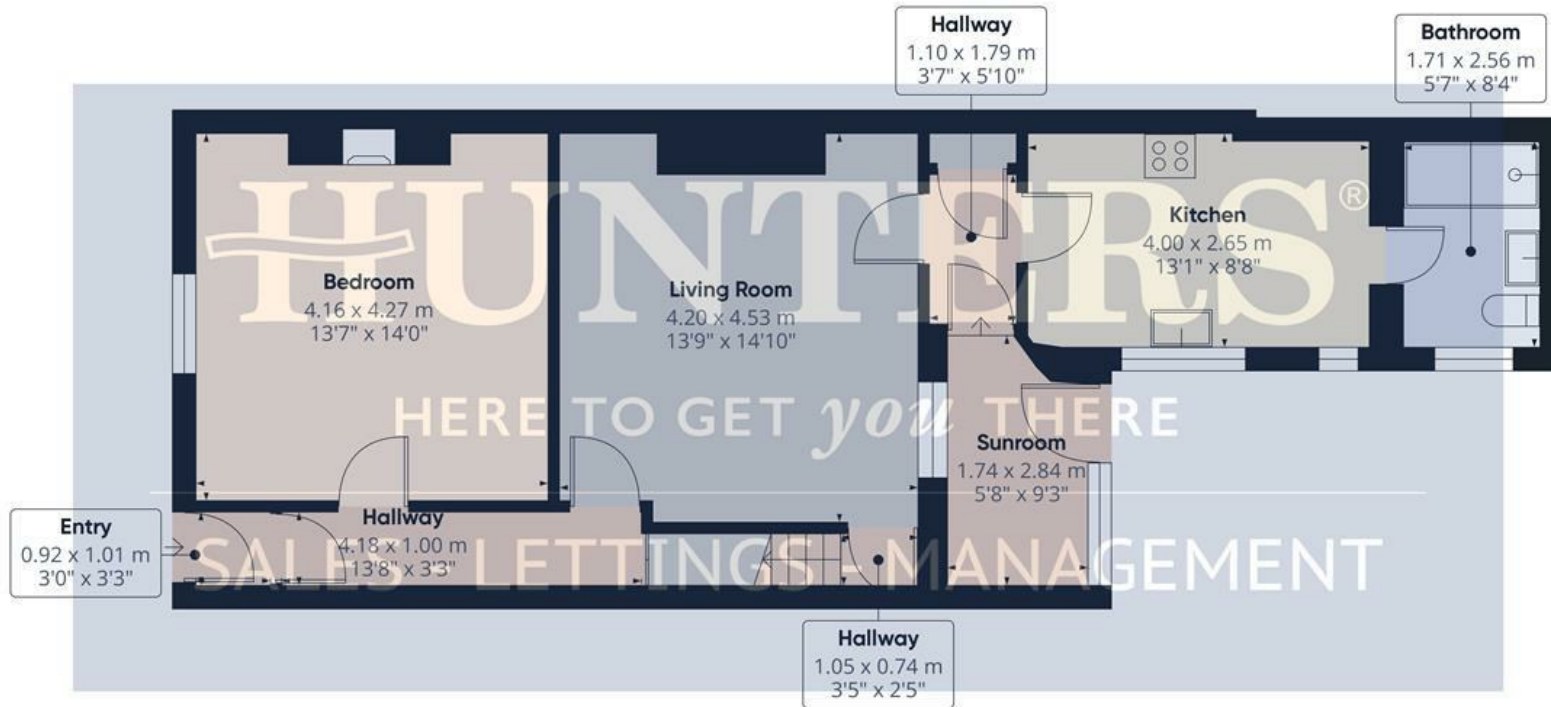 Hallway
1.10 x 1.79 m
3'7" x 5'10"
Bathroom
1.71 x 2.56 m
5'7" x 8'4"
HUNTERS®
HERE TO GET you THERE
SALES - LETTINGS - MANAGEMENT
Bedroom
4.16 x 4.27 m
13'7" x 14'0"
Living Room
4.20 x 4.53 m
13'9" x 14'10"
Kitchen
4.00 x 2.65 m
13'1" x 8'8"
Sunroom
1.74 x 2.84 m
5'8" x 9'3"
Entry
0.92 x 1.01 m
3'0" x 3'3"
Hallway
4.18 x 1.00 m
13'8" x 3'3"
Hallway
1.05 x 0.74 m
3'5" x 2'5"